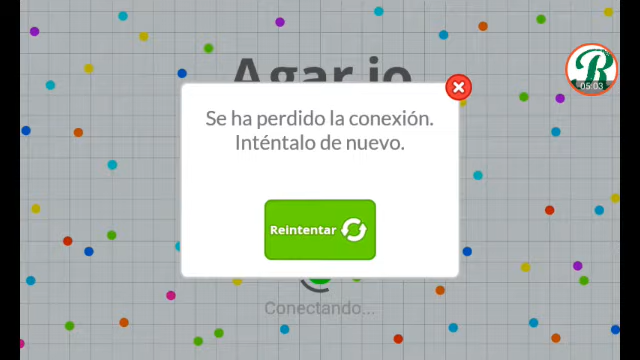 Agar.io
05:03
Se ha perdido la conexión.
Inténtalo de nuevo.
Reintentar
Conectando...